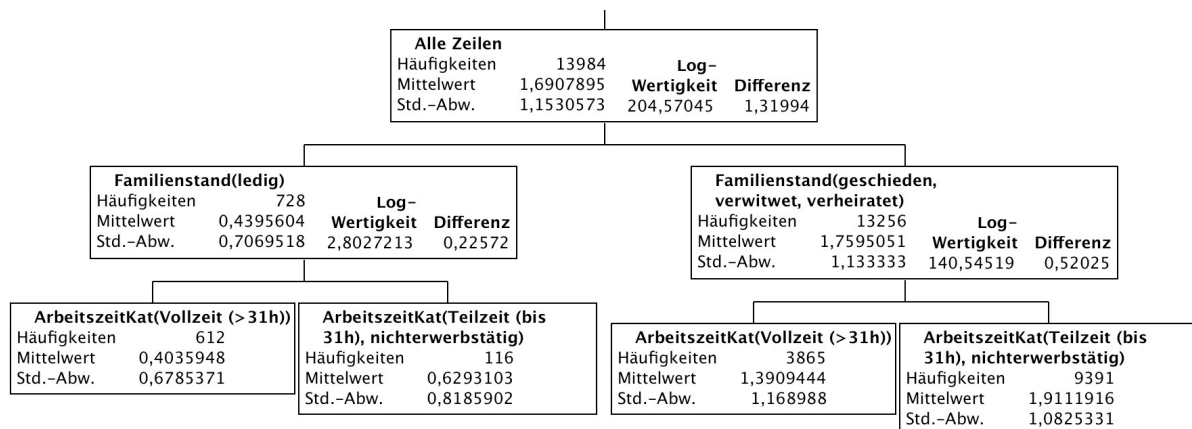 Alle Zeilen
Häufigkeiten 13984 Log-
Mittelwert 1,6907895 Wertigkeit Differenz
Std.-Abw. 1,1530573 204,57045 1,31994
Familienstand(ledig)
Häufigkeiten 728 Log-
Mittelwert 0,4395604 Wertigkeit Differenz
Std.-Abw. 0,7069518 2,8027213 0,22572
Familienstand(geschieden,
verwitwet, verheiratet)
Häufigkeiten 13256 Log-
Mittelwert 1,7595051 Wertigkeit Differenz
Std.-Abw. 1,133333 140,54519 0,52025
ArbeitszeitKat(Vollzeit (>31h))
Häufigkeiten 612
Mittelwert 0,4035948
Std.-Abw. 0,6785371
ArbeitszeitKat(Teilzeit (bis
31h), nichterwerbstätig)
Häufigkeiten 116
Mittelwert 0,6293103
Std.-Abw. 0,8185902
ArbeitszeitKat(Vollzeit (>31h))
Häufigkeiten 3865
Mittelwert 1,3909444
Std.-Abw. 1,168988
ArbeitszeitKat(Teilzeit (bis
31h), nichterwerbstätig)
Häufigkeiten 9391
Mittelwert 1,9111916
Std.-Abw. 1,0825331